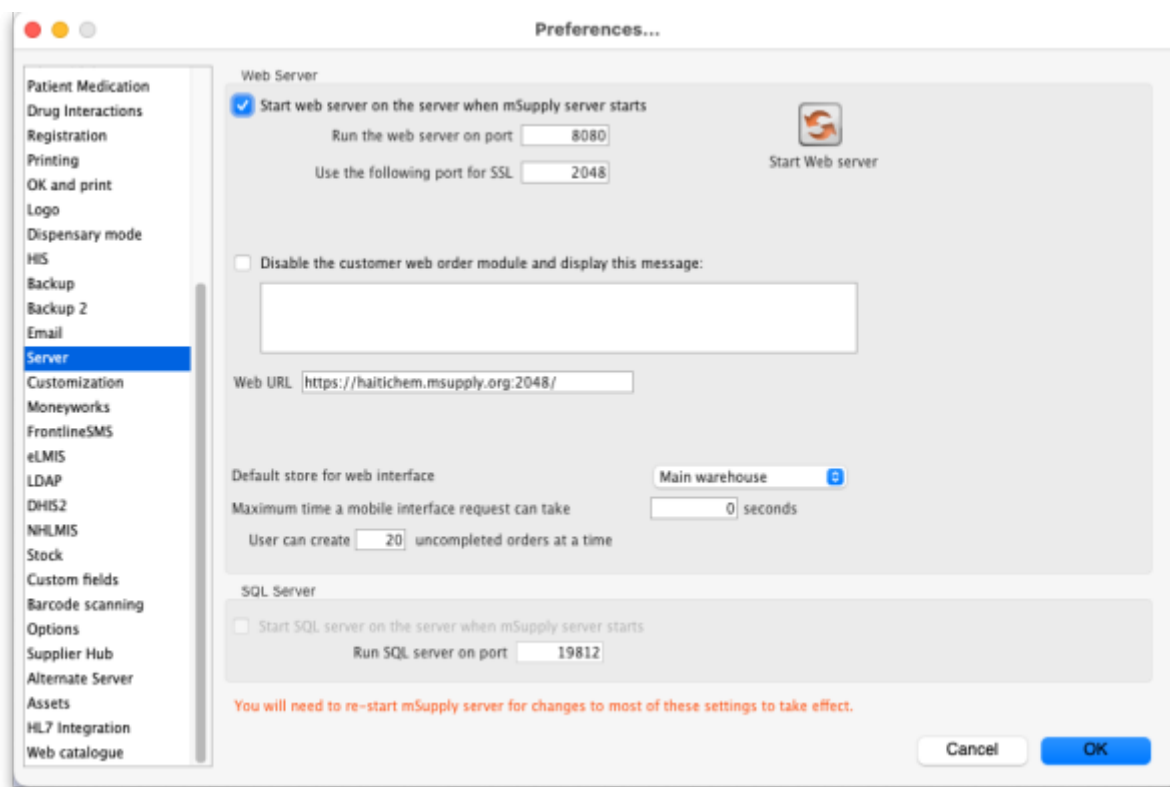 Preferences...
Patient Medication
Drug Interactions
Registration
Printing
OK and print
Logo
Dispensary mode
HIS
Backup
Backup 2
Email
Server
Customization
Moneyworks
FrontlineSMS
eLMIS
LDAP
DHIS2
NHLMIS
Stock
Custom fields
Barcode scanning
Options
Supplier Hub
Alternate Server
Assets
HL7 Integration
Web catalogue
Web Server
Start web server on the server when mSupply server starts
Run the web server on port 8080
Start Web server
Use the following port for SSL 2048
Disable the customer web order module and display this message:
Web URL https://haitichem.msupply.org:2048/
Default store for web interface Main warehouse
Maximum time a mobile interface request can take 0 seconds
User can create 20 uncompleted orders at a time
SQL Server
Start SQL server on the server when mSupply server starts
Run SQL server on port 19812
You will need to re-start mSupply server for changes to most of these settings to take effect.
Cancel OK